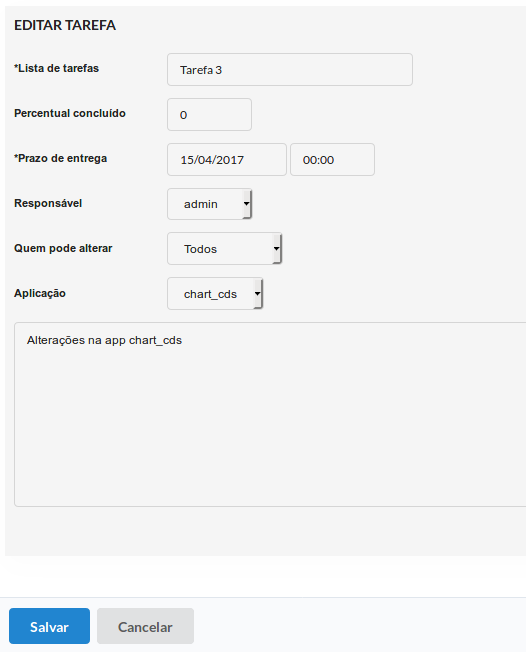 EDITAR TAREFA
*Lista de tarefas Tarefa 3
Percentual concluído 0
*Prazo de entrega 15/04/2017 00:00
Responsável admin
Quem pode alterar Todos
Aplicação chart_cds
Alterações na app chart_cds
Salvar Cancelar